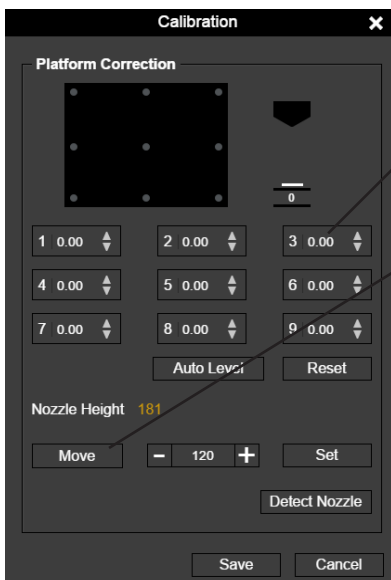 Calibration
Platform Correction
0
1 0.00 2 0.00 3 0.00
4 0.00 5 0.00 6 0.00
7 0.00 8 0.00 9 0.00
Auto Level Reset
Nozzle Height 181
Move − 120 + Set
Detect Nozzle
Save Cancel